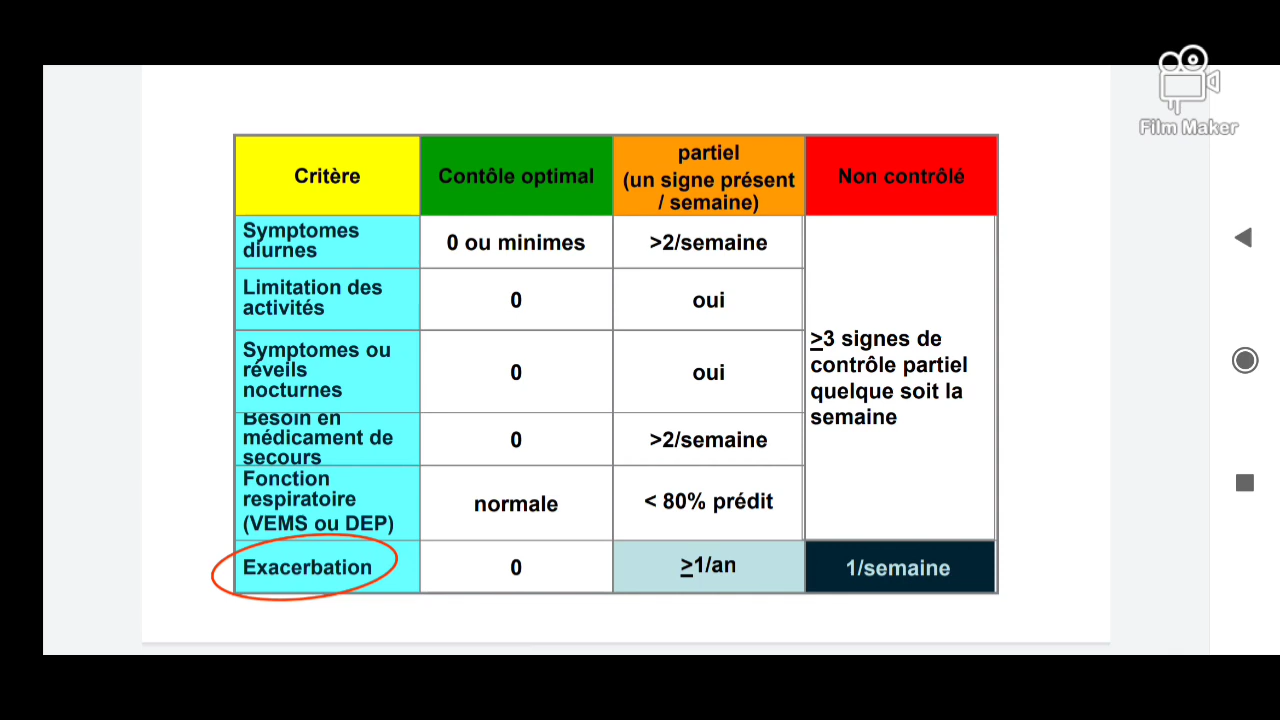 Film Maker
Critère
Contôle optimal
partiel
(un signe présent
/ semaine)
Non contrôlé
Symptomes
diurnes
0 ou minimes
>2/semaine
Limitation des
activités
0
oui
Symptomes ou
réveils
nocturnes
0
oui
≥3 signes de
contrôle partiel
quelque soit la
semaine
Besoin en
médicament de
secours
0
>2/semaine
Fonction
respiratoire
(VEMS ou DEP)
normale
< 80% prédit
Exacerbation
0
≥1/an
1/semaine